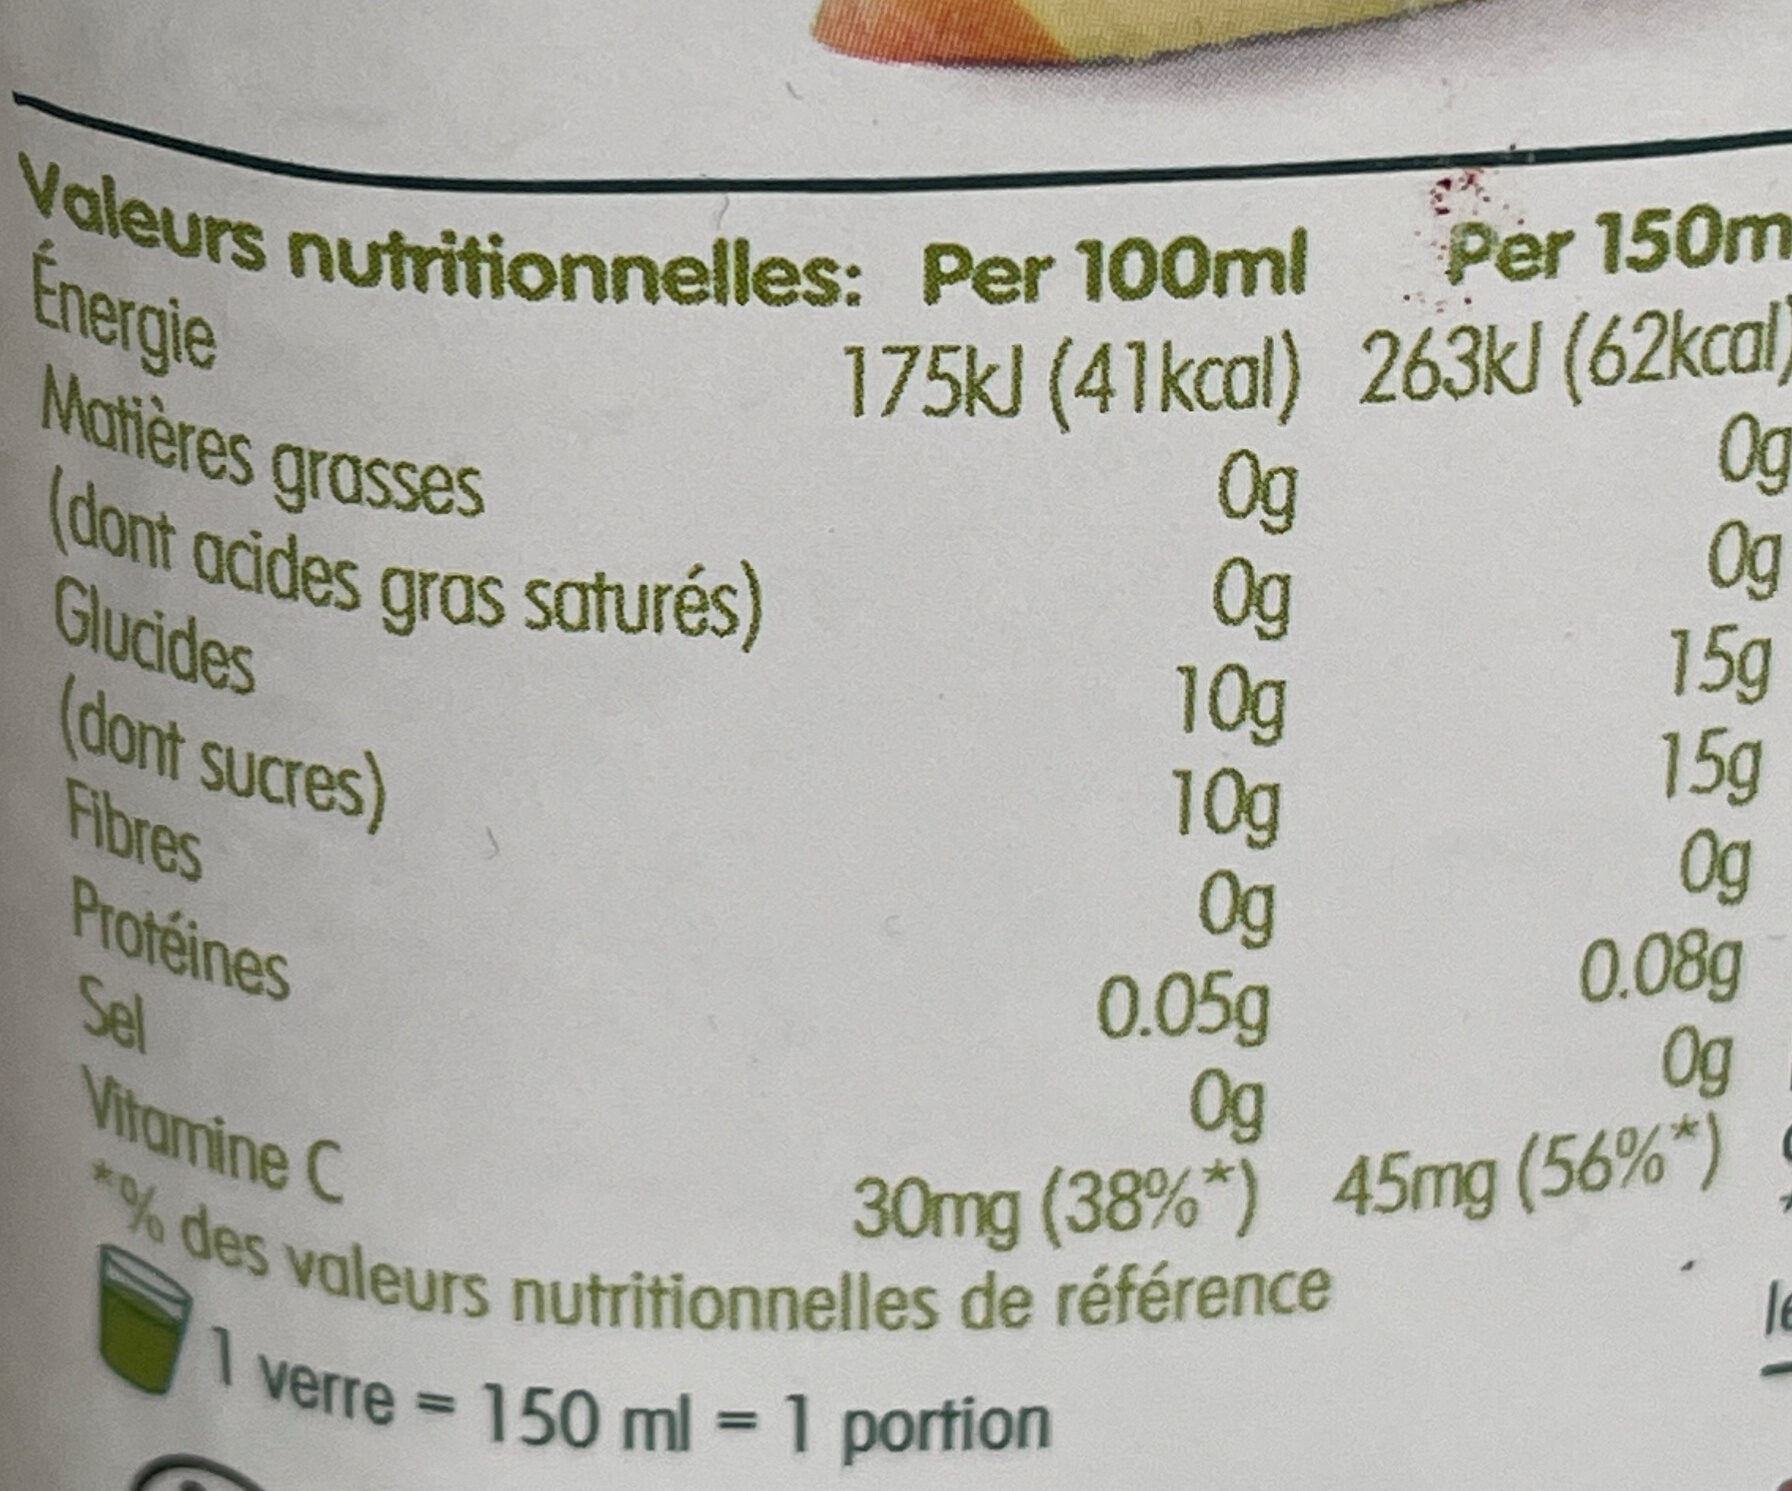 Valeurs nutritionnelles: Per 100ml Per 150m
Énergie 175kJ (41kcal) 263kJ (62kcal)
Matières grasses 0g 0g
(dont acides gras saturés) 0g 0g
Glucides 10g 15g
(dont sucres) 10g 15g
Fibres 0g 0g
Protéines 0.05g 0.08g
Sel 0g 0g
Vitamine C 30mg (38%*) 45mg (56%*)
*% des valeurs nutritionnelles de référence
1 verre = 150 ml = 1 portion